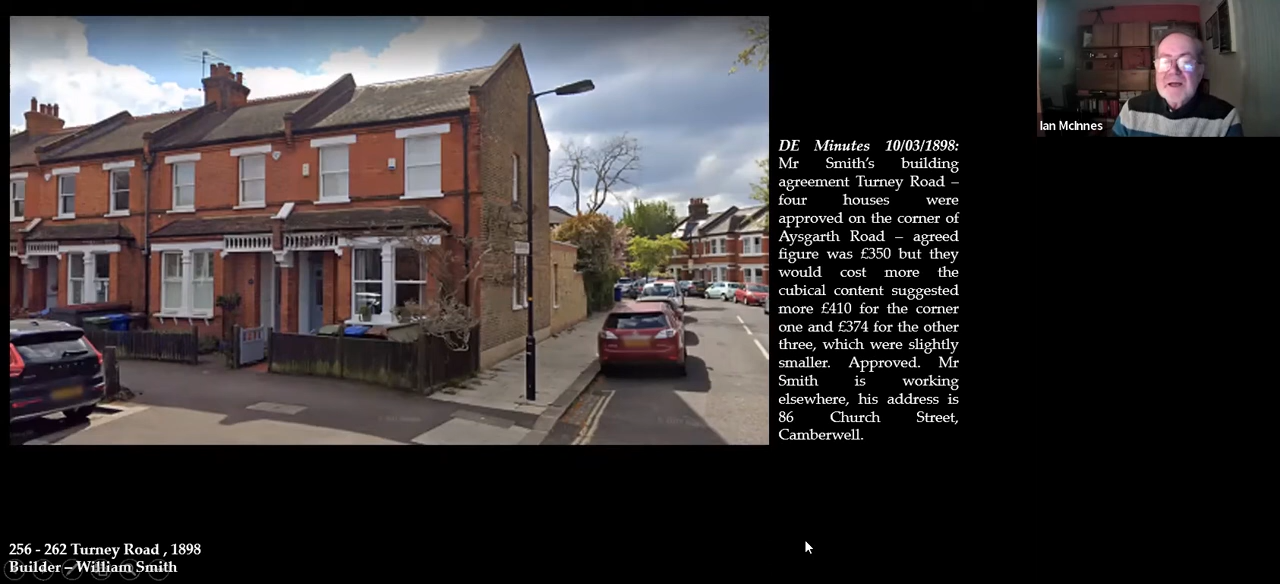 Ian McInnes
DE Minutes 10/03/1898:
Mr Smith's building
agreement Turney Road –
four houses were
approved on the corner of
Aysgarth Road – agreed
figure was £350 but they
would cost more the
cubical content suggested
more £410 for the corner
one and £374 for the other
three, which were slightly
smaller. Approved. Mr
Smith is working
elsewhere, his address is
86 Church Street,
Camberwell.
256 - 262 Turney Road , 1898
Builder – William Smith